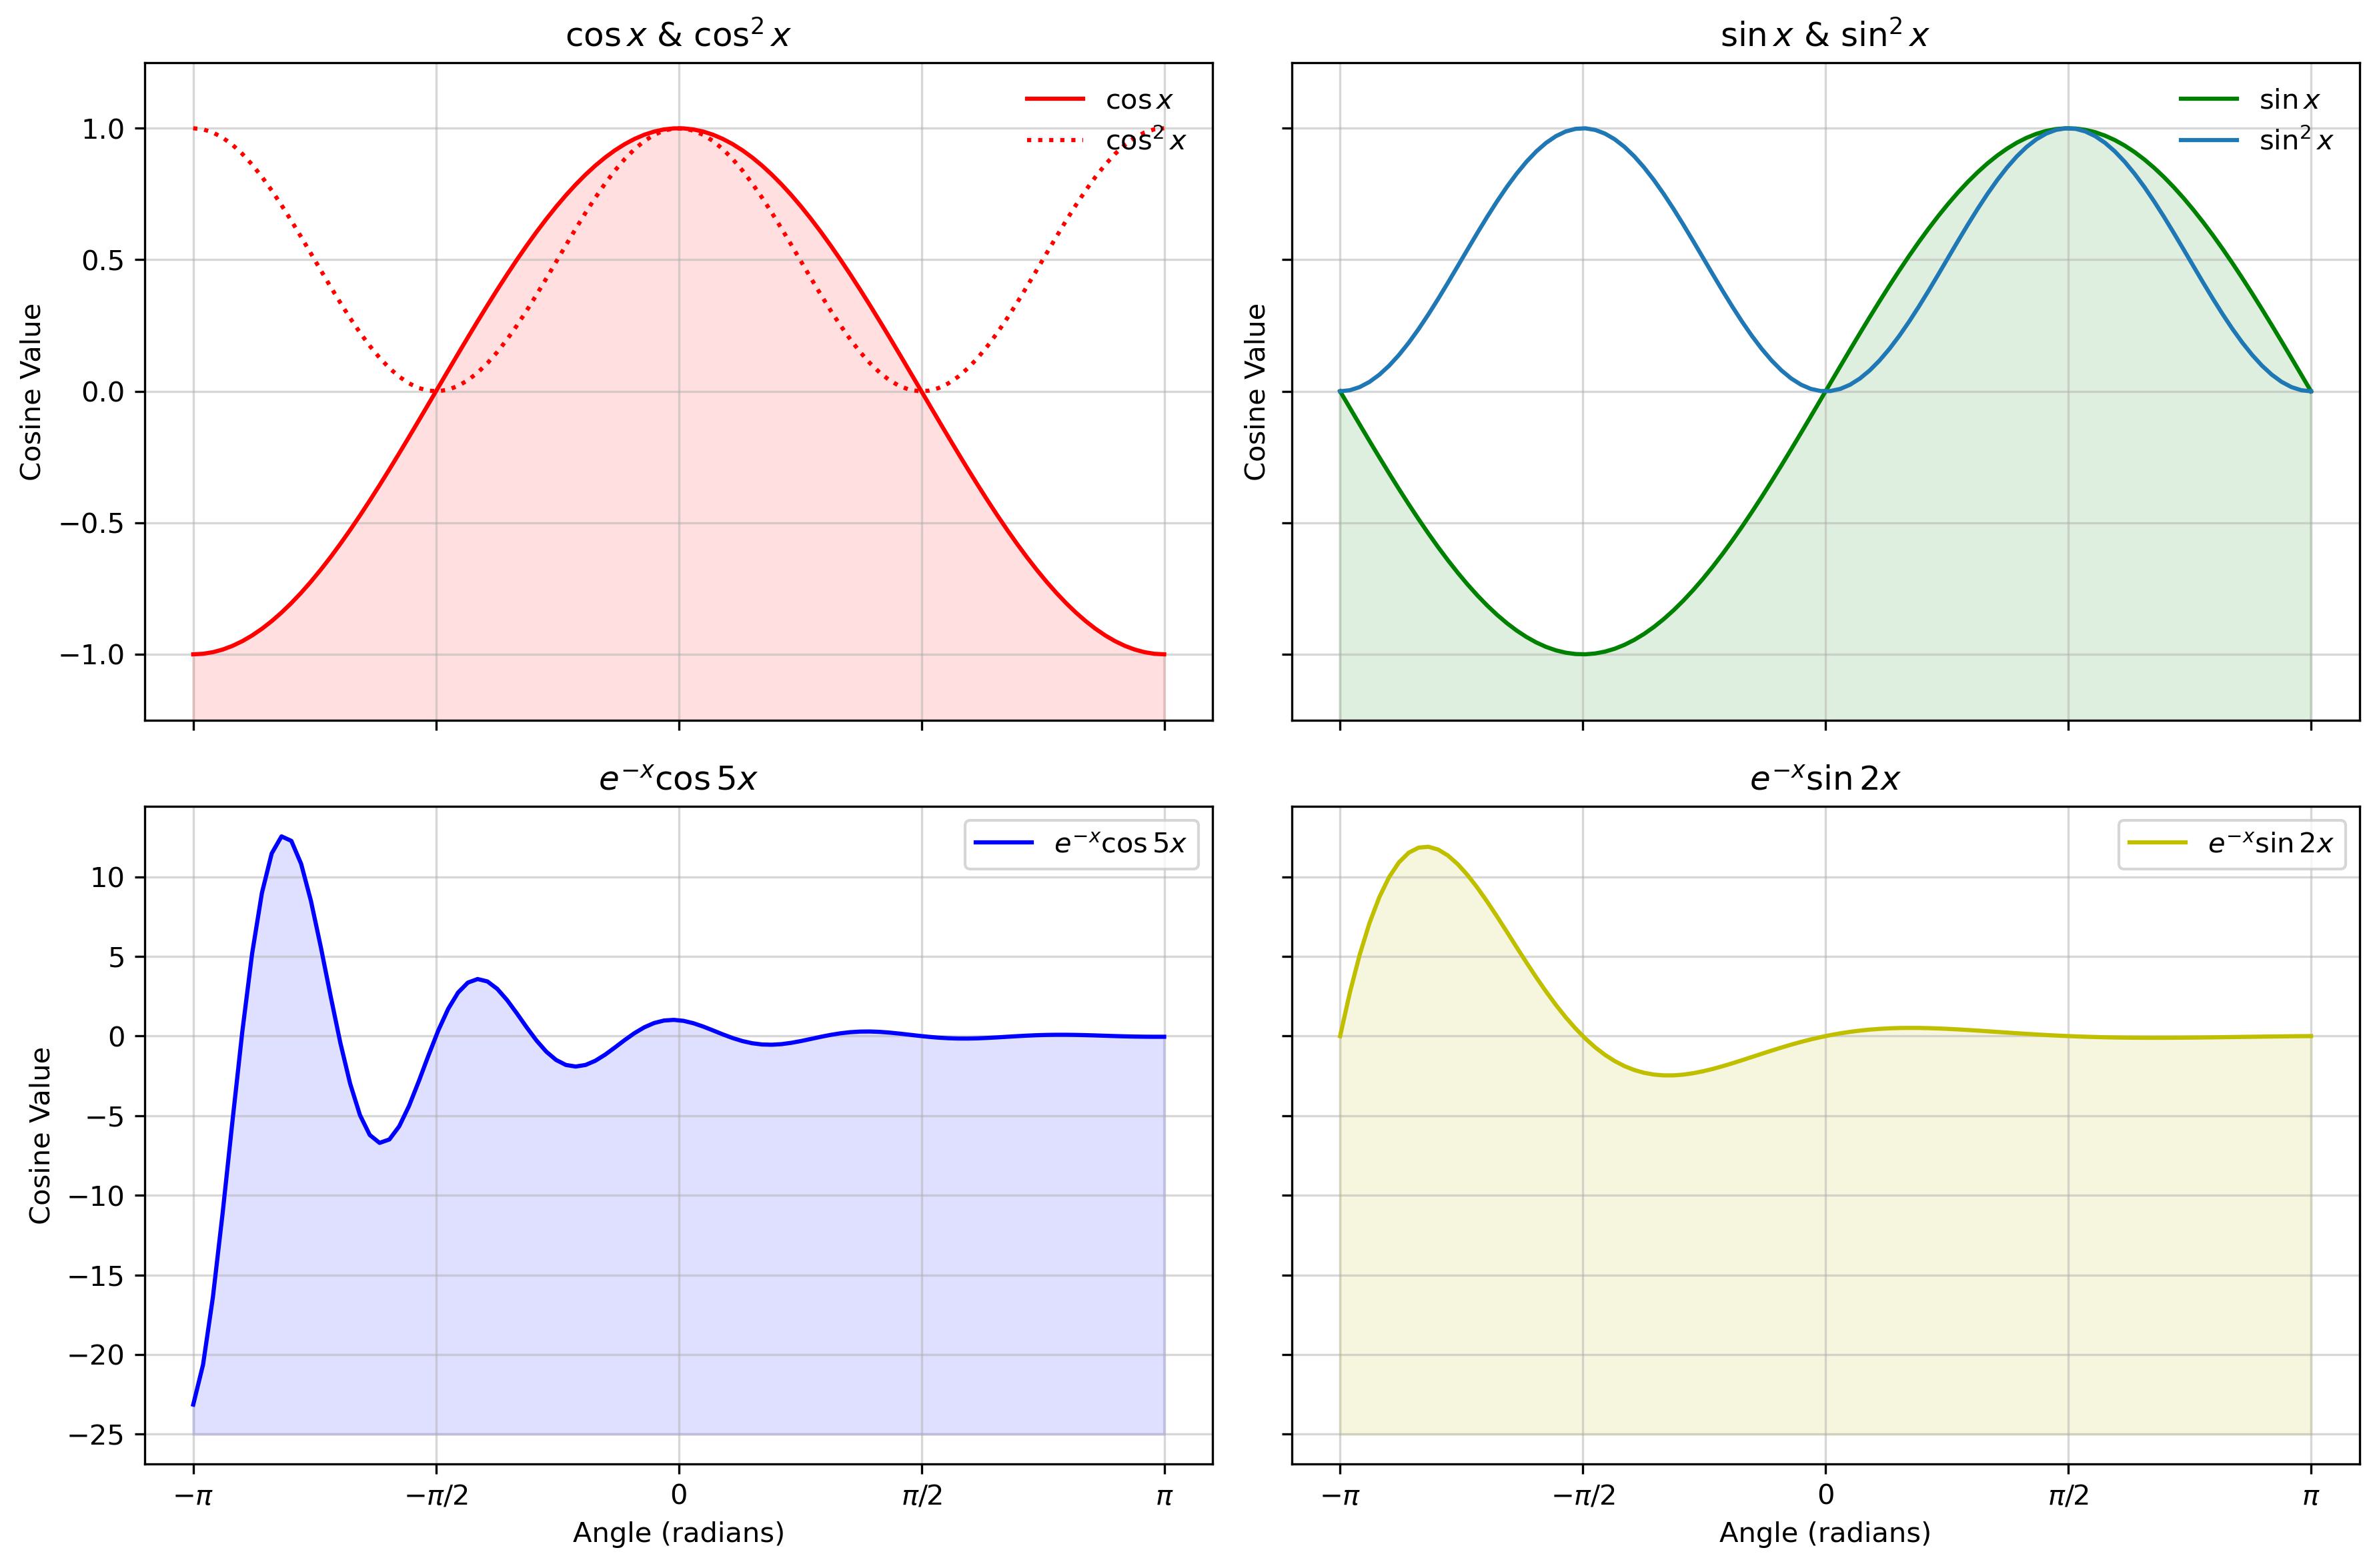 cos x & cos² x
cos x
cos² x
1.0
0.5
0.0
−0.5
−1.0
Cosine Value
sin x & sin² x
sin x
sin² x
Cosine Value
e⁻ˣcos 5x
e⁻ˣcos 5x
10
5
0
−5
−10
−15
−20
−25
Cosine Value
−π −π/2 0 π/2 π
Angle (radians)
e⁻ˣsin 2x
e⁻ˣsin 2x
−π −π/2 0 π/2 π
Angle (radians)